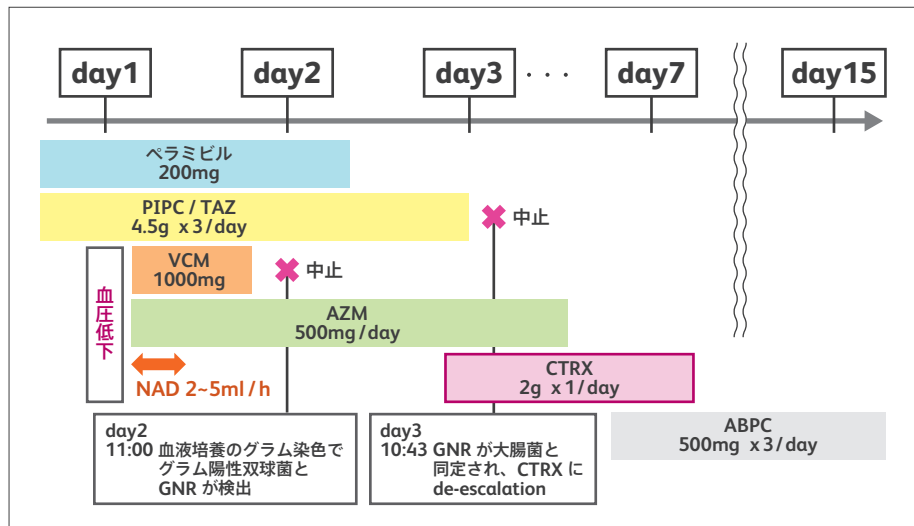 day1
day2
day3
・・・
day7
day15
ペラミビル
200mg
PIPC / TAZ
4.5g x 3/day
中止
VCM
1000mg
中止
血圧低下
AZM
500mg/day
NAD 2~5ml/h
CTRX
2g x 1/day
ABPC
500mg x 3/day
day2
11:00 血液培養のグラム染色で
グラム陽性双球菌と
GNR が検出
day3
10:43 GNR が大腸菌と
同定され、CTRX に
de-escalation